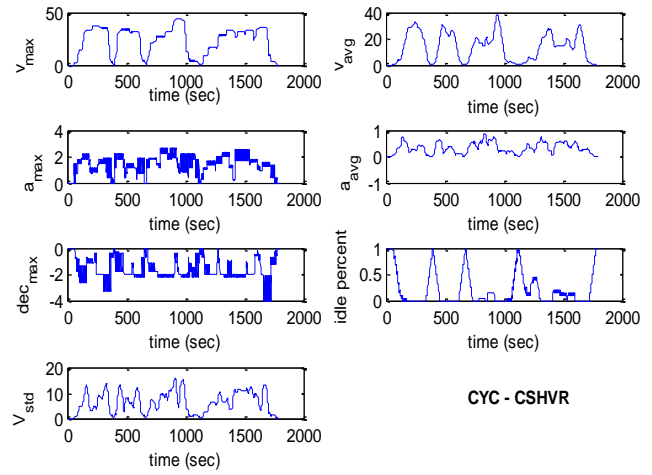 50
0
v_max
0 500 1000 1500 2000
time (sec)
40
20
0
v_avg
0 500 1000 1500 2000
time (sec)
4
2
0
a_max
0 500 1000 1500 2000
time (sec)
1
0
-1
a_avg
0 500 1000 1500 2000
time (sec)
0
-2
-4
dec_max
0 500 1000 1500 2000
time (sec)
1
0.5
0
idle percent
0 500 1000 1500 2000
time (sec)
20
10
0
V_std
0 500 1000 1500 2000
time (sec)
CYC - CSHVR